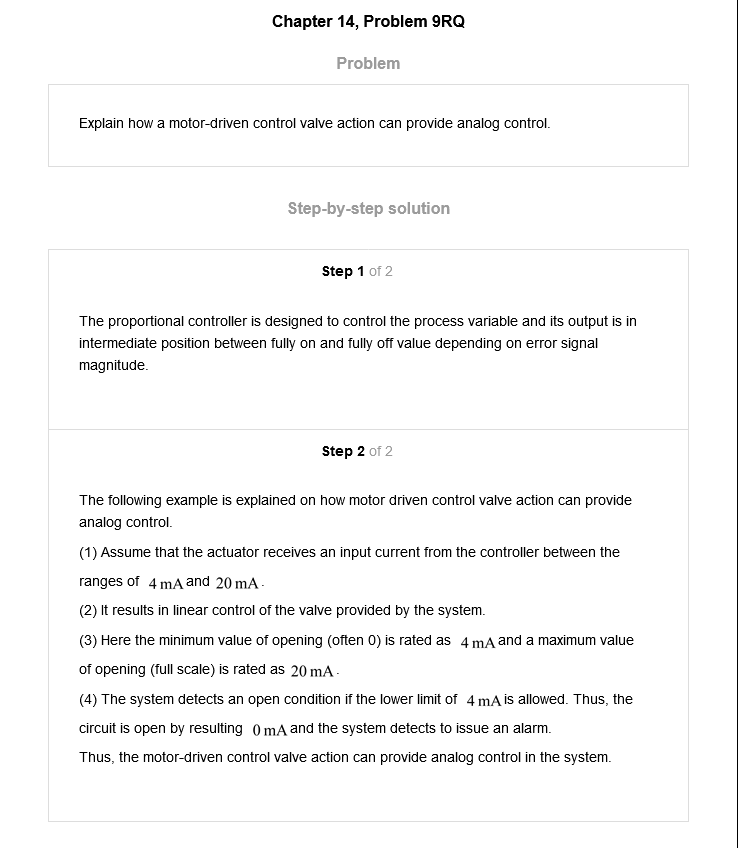 Chapter 14, Problem 9RQ
Problem
Explain how a motor-driven control valve action can provide analog control.
Step-by-step solution
Step 1 of 2
The proportional controller is designed to control the process variable and its output is in
intermediate position between fully on and fully off value depending on error signal
magnitude.
Step 2 of 2
The following example is explained on how motor driven control valve action can provide
analog control.
(1) Assume that the actuator receives an input current from the controller between the
ranges of 4 mA and 20 mA.
(2) It results in linear control of the valve provided by the system.
(3) Here the minimum value of opening (often 0) is rated as 4 mA and a maximum value
of opening (full scale) is rated as 20 mA.
(4) The system detects an open condition if the lower limit of 4 mA is allowed. Thus, the
circuit is open by resulting 0 mA and the system detects to issue an alarm.
Thus, the motor-driven control valve action can provide analog control in the system.